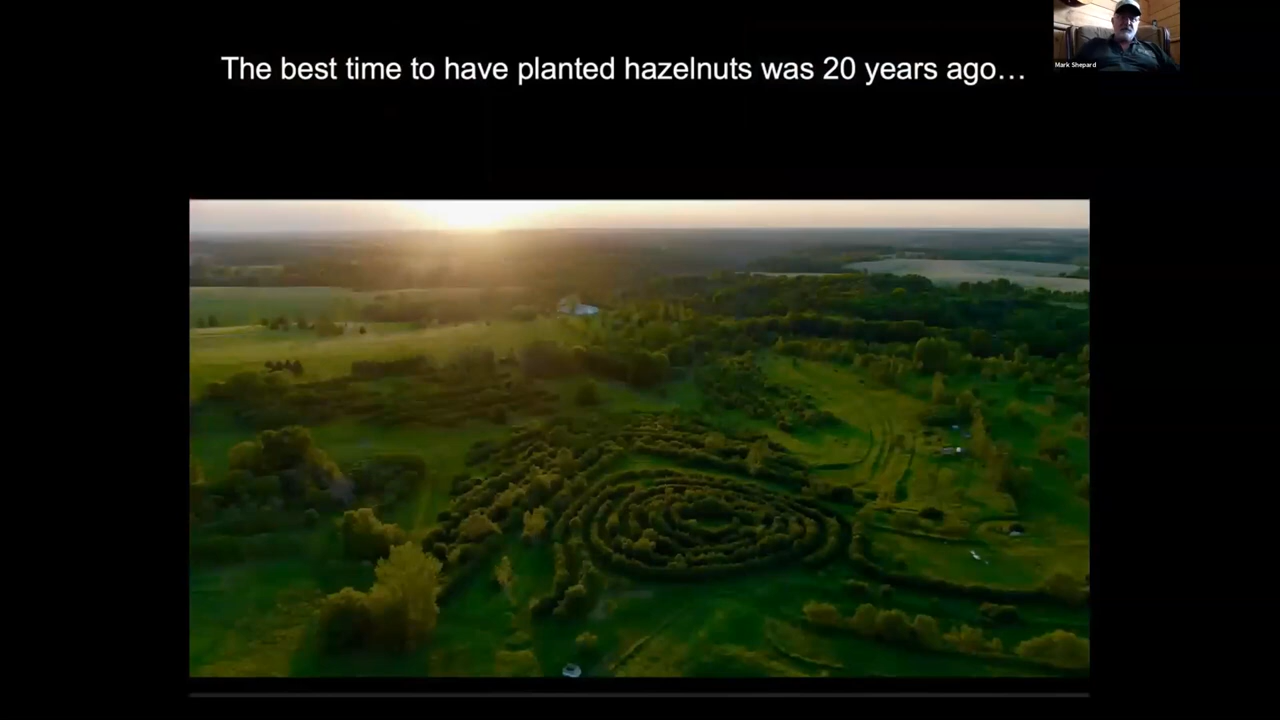 The best time to have planted hazelnuts was 20 years ago…
Mark Shepard